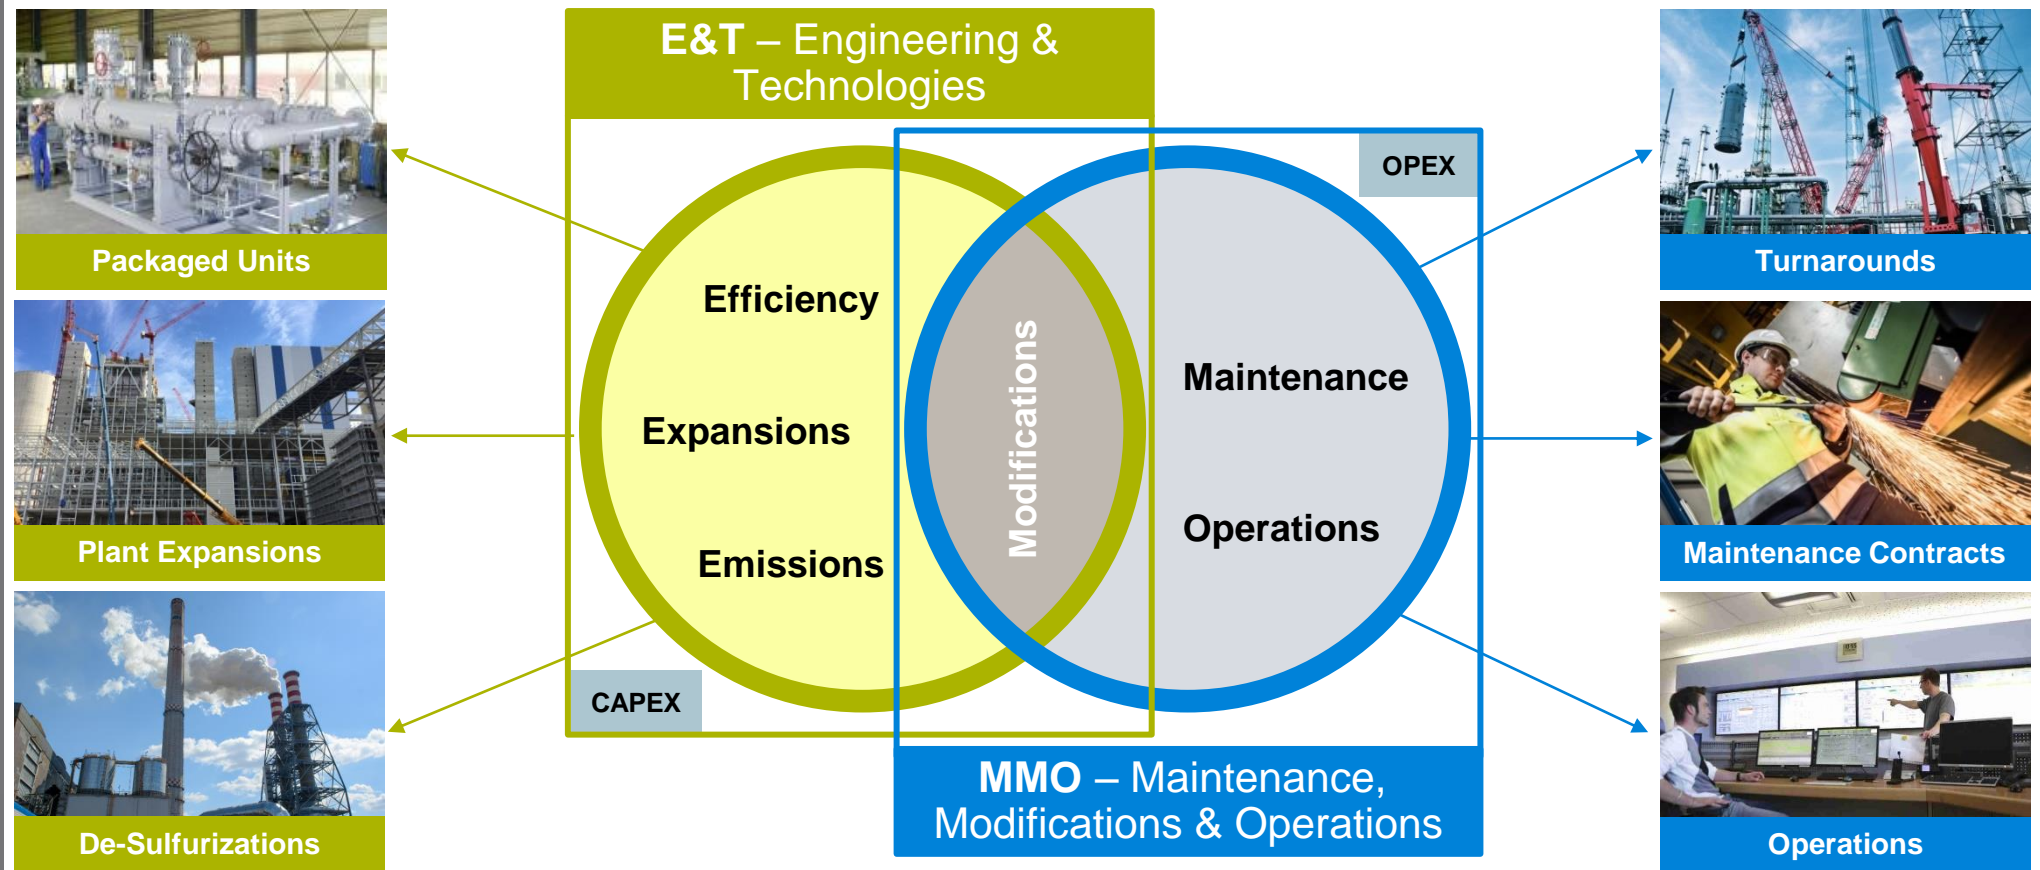 E&T – Engineering &
Technologies
OPEX
Packaged Units
Turnarounds
Efficiency
Modifications
Maintenance
Expansions
Operations
Plant Expansions
Maintenance Contracts
Emissions
CAPEX
MMO – Maintenance,
Modifications & Operations
De-Sulfurizations
Operations